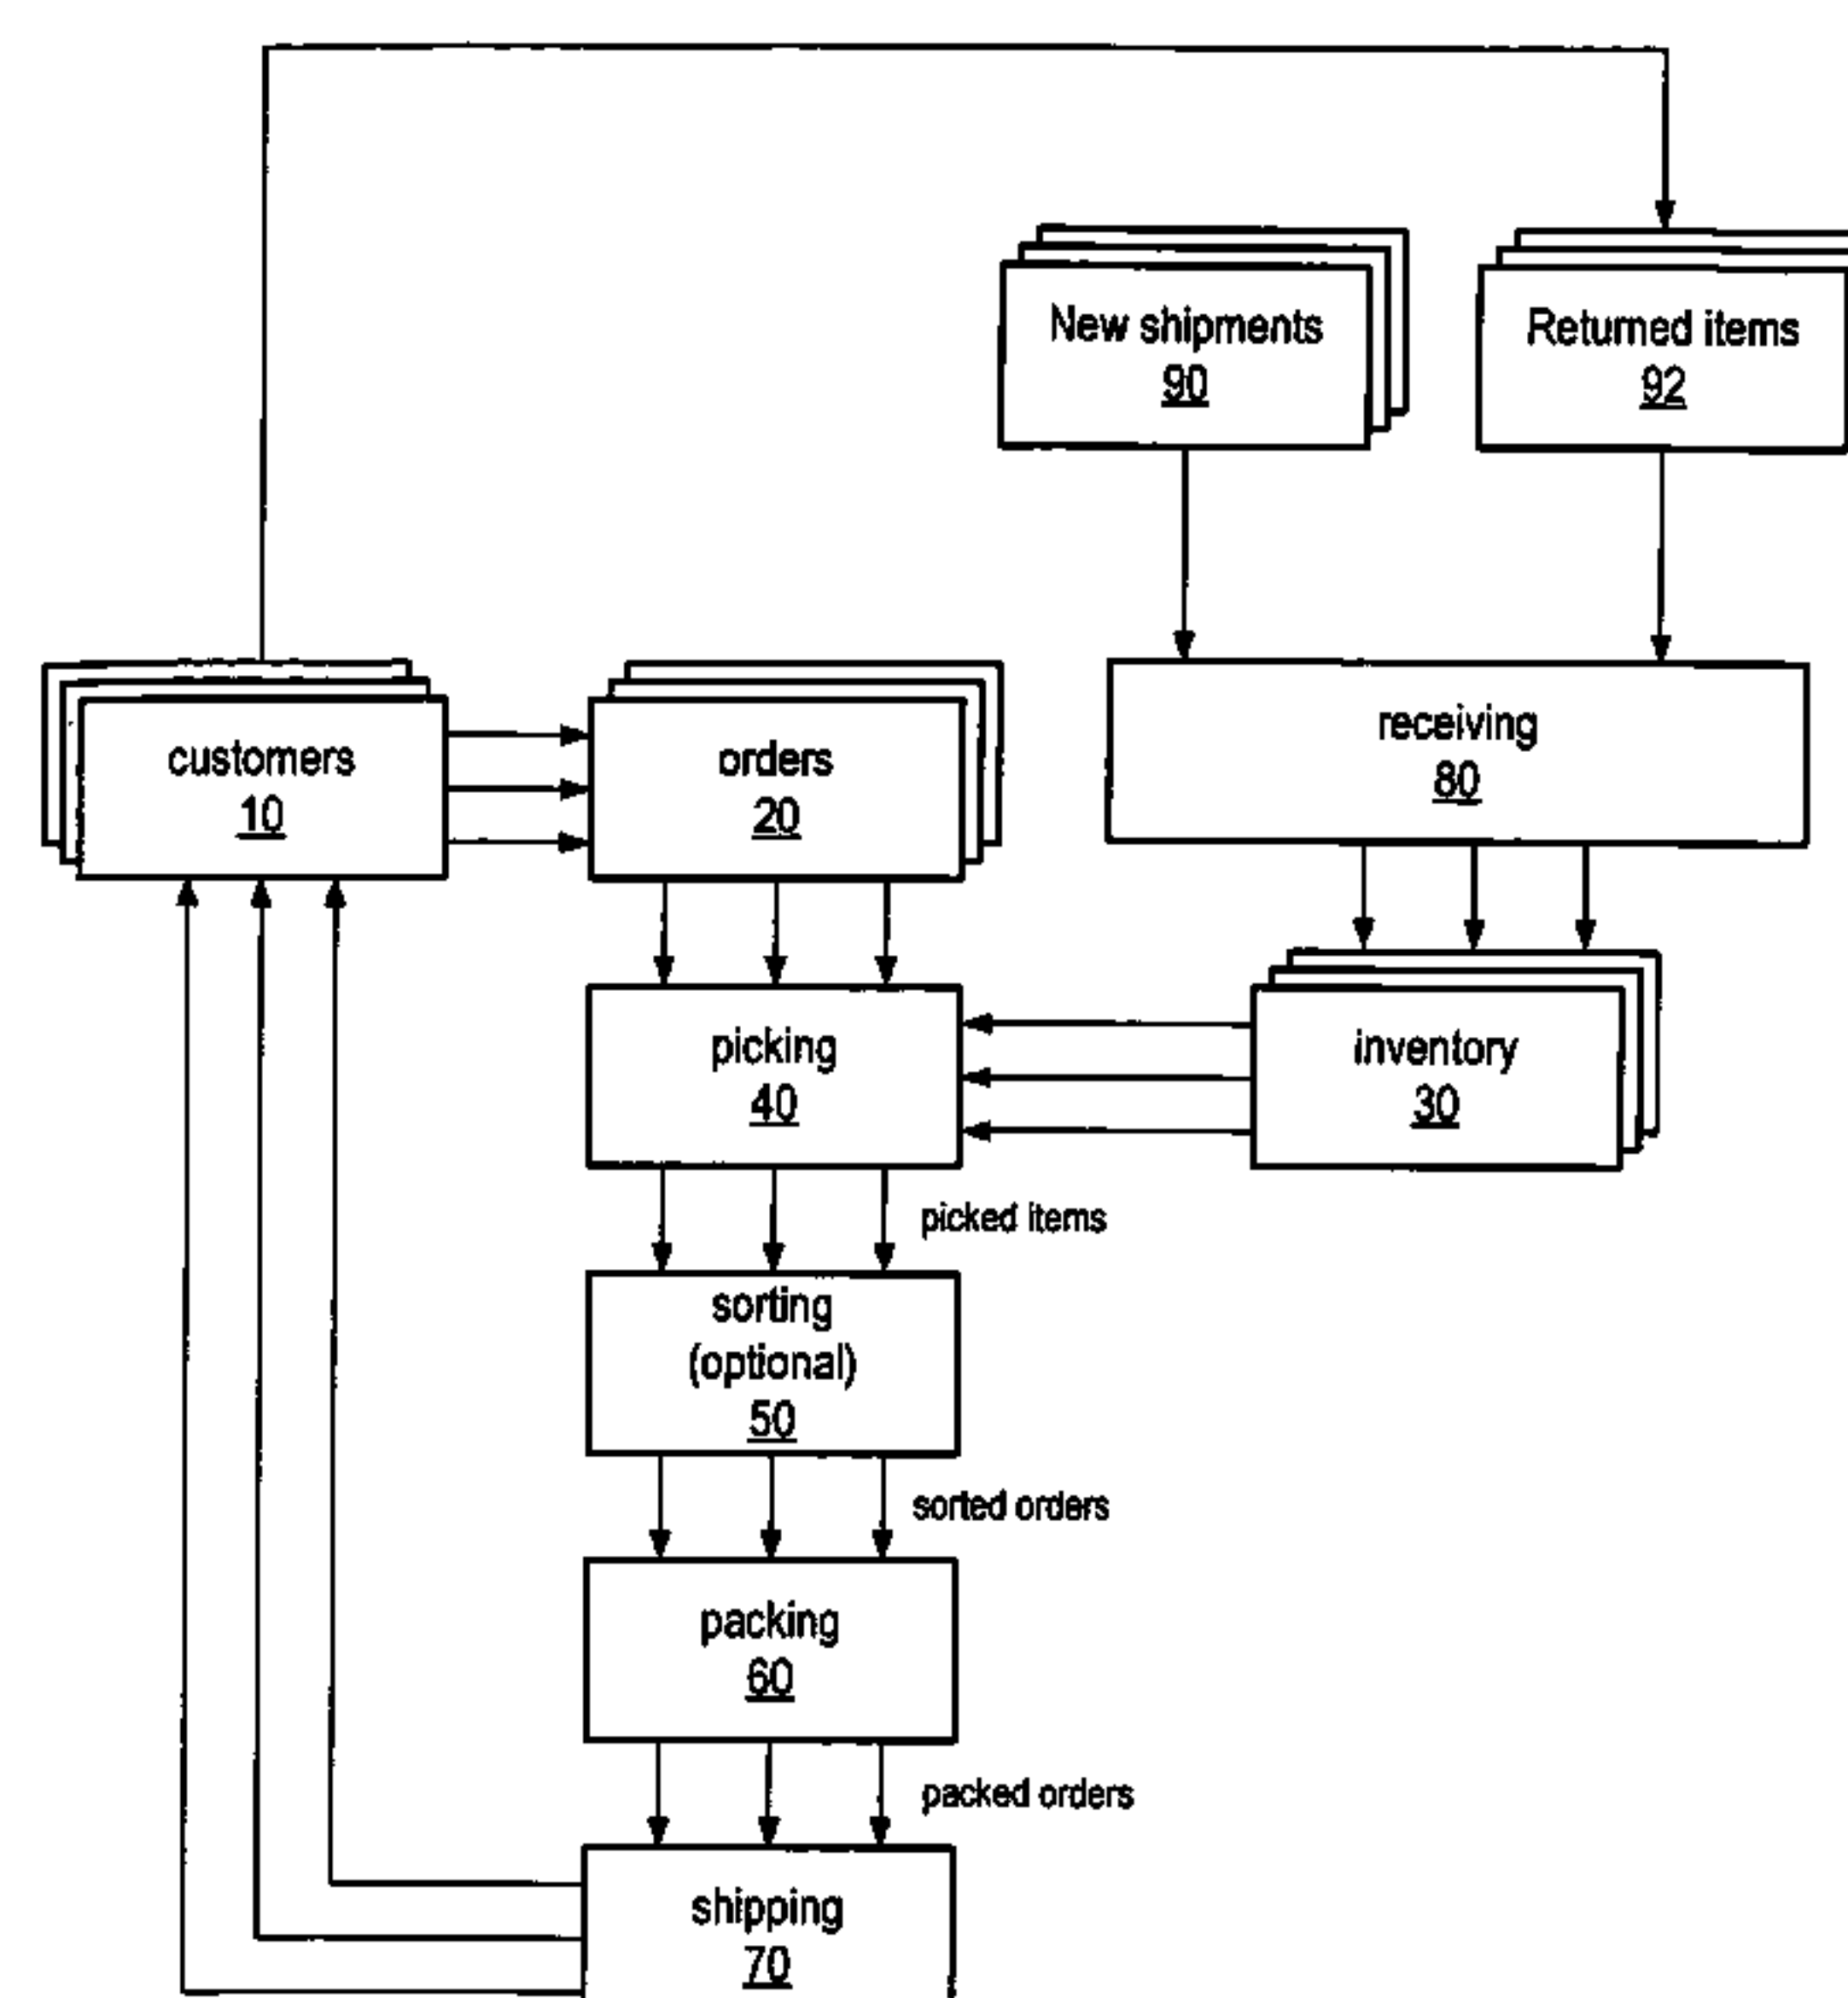 New shipments
90
Returned items
92
customers
10
orders
20
receiving
80
picking
40
inventory
30
picked items
sorting
(optional)
50
sorted orders
packing
60
packed orders
shipping
70